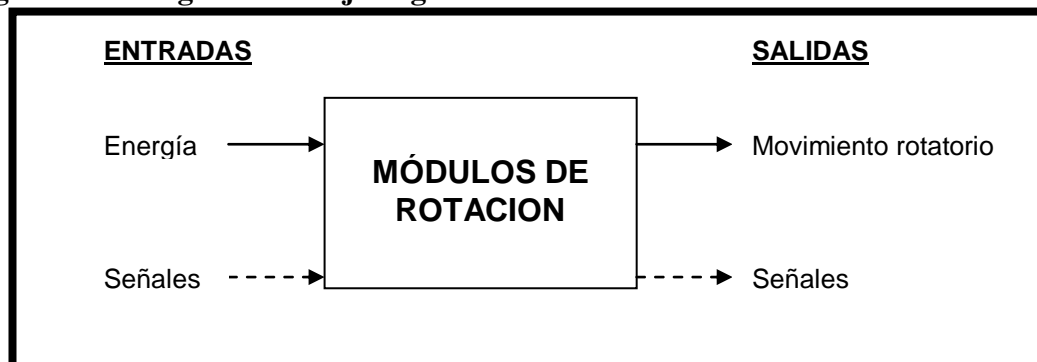 ENTRADAS SALIDAS
Energía Movimiento rotatorio
MÓDULOS DE
ROTACION
Señales Señales